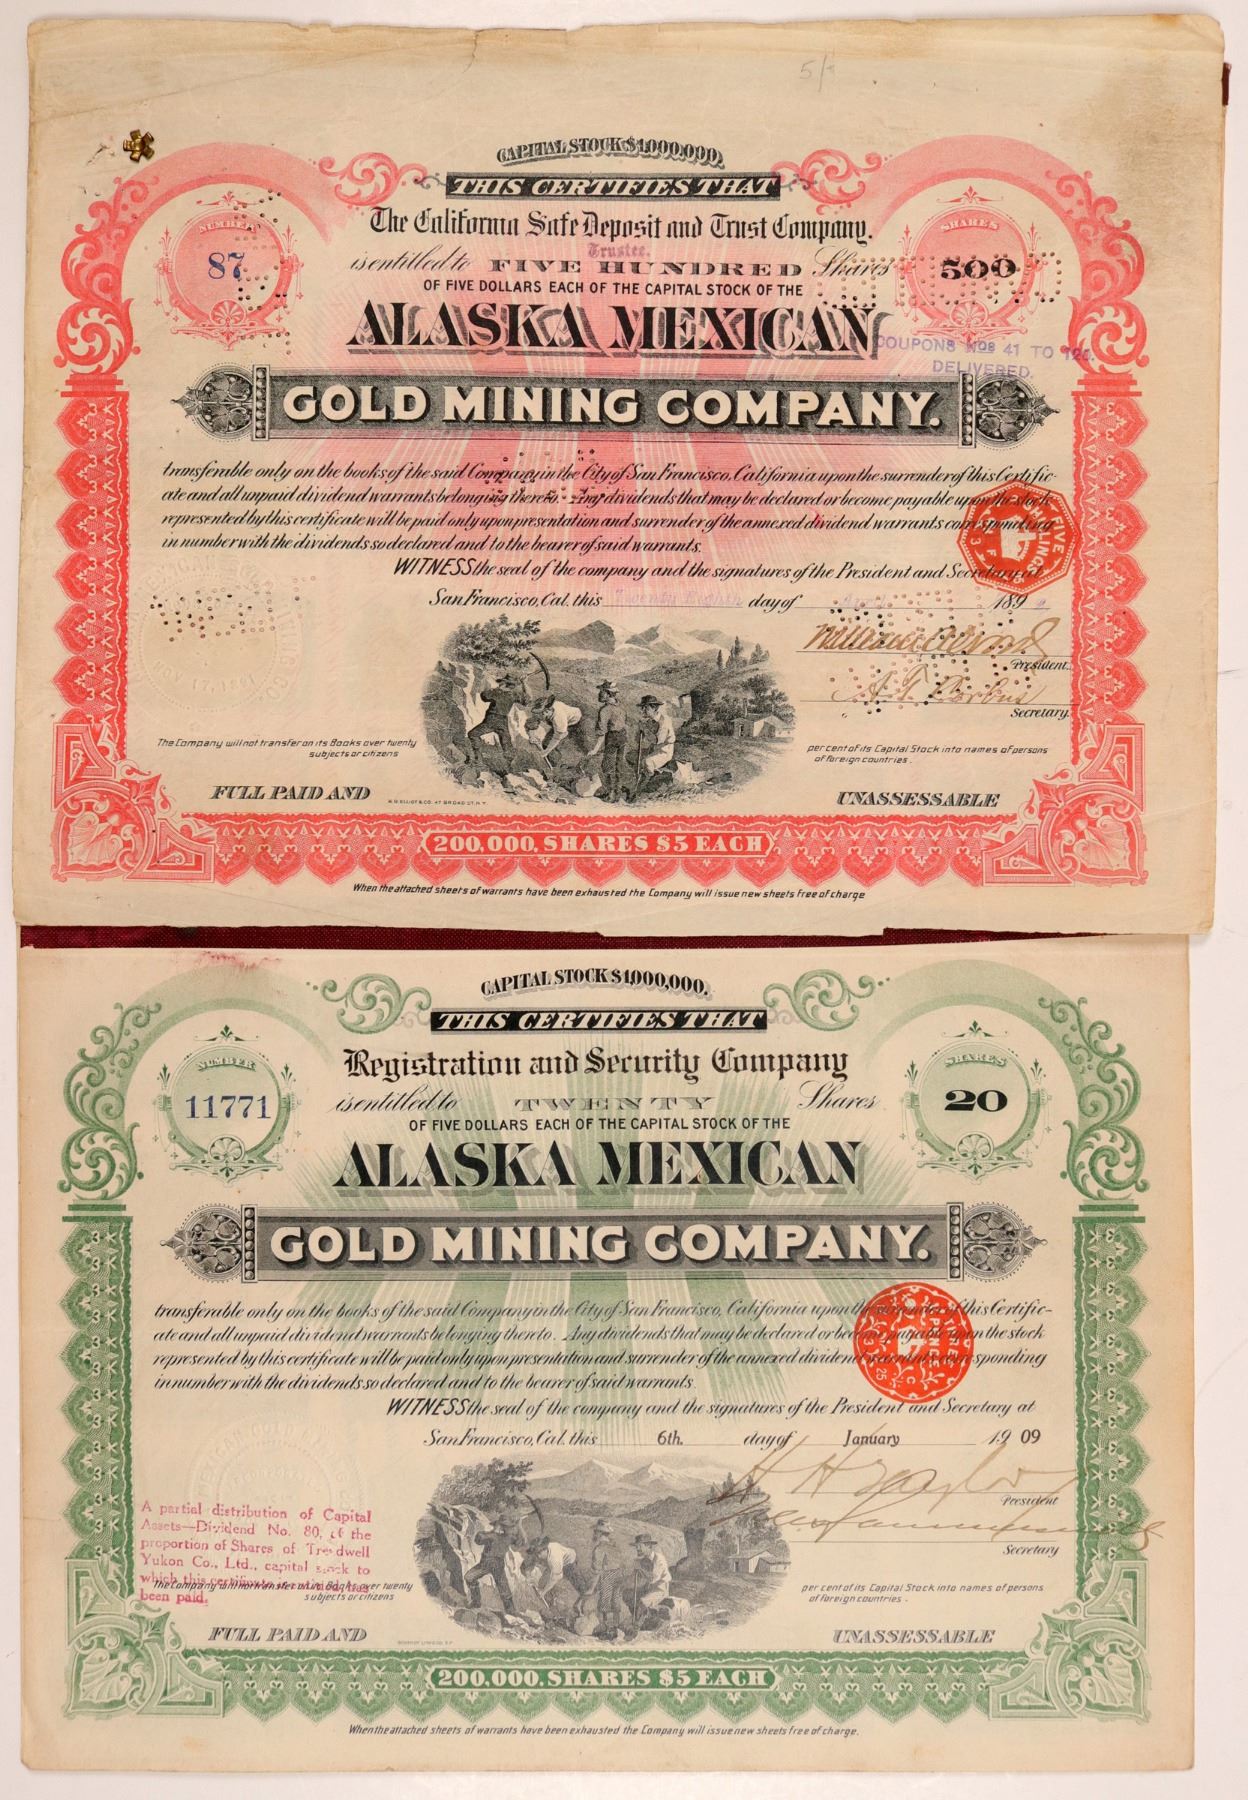 5/-
CAPITAL STOCK $1,000,000.
THIS CERTIFIES THAT
The California Safe Deposit and Trust Company.
Trustee.
NUMBER
87
SHARES
500
is entitled to FIVE HUNDRED Shares
OF FIVE DOLLARS EACH OF THE CAPITAL STOCK OF THE
ALASKA MEXICAN
COUPONS Nos 41 TO 120.
DELIVERED.
GOLD MINING COMPANY.
transferable only on the books of the said Company in the City of San Francisco, California upon the surrender of this Certific-
ate and all unpaid dividend warrants belonging thereto. Any dividends that may be declared or become payable upon the stock
represented by this certificate will be paid only upon presentation and surrender of the annexed dividend warrants corresponding
in number with the dividends so declared and to the bearer of said warrants.
FIVE
WITNESS the seal of the company and the signatures of the President and Secretary at
San Francisco, Cal. this Twenty Eighth day of April 189
William Alvord
President.
Secretary.
The Company will not transfer on its Books over twenty
subjects or citizens
per cent of its Capital Stock into names of persons
of foreign countries.
FULL PAID AND
UNASSESSABLE
200,000, SHARES $5 EACH
When the attached sheets of warrants have been exhausted the Company will issue new sheets free of charge
CAPITAL STOCK $1,000,000.
THIS CERTIFIES THAT
Registration and Security Company
NUMBER
11771
SHARES
20
is entitled to TWENTY Shares
OF FIVE DOLLARS EACH OF THE CAPITAL STOCK OF THE
ALASKA MEXICAN
GOLD MINING COMPANY.
transferable only on the books of the said Company in the City of San Francisco, California upon the surrender of this Certific-
ate and all unpaid dividend warrants belonging thereto. Any dividends that may be declared or become payable upon the stock
represented by this certificate will be paid only upon presentation and surrender of the annexed dividend warrants corresponding
in number with the dividends so declared and to the bearer of said warrants.
PENCE
WITNESS the seal of the company and the signatures of the President and Secretary at
San Francisco, Cal. this 6th. day of January 1909
President
Secretary
A partial distribution of Capital
Assets—Dividend No. 80, of the
proportion of Shares of Treadwell
Yukon Co., Ltd., capital stock to
which this certificate is entitled, has
been paid.
The Company will not transfer on its Books over twenty
subjects or citizens
per cent of its Capital Stock into names of persons
of foreign countries.
FULL PAID AND
UNASSESSABLE
200,000. SHARES $5 EACH
When the attached sheets of warrants have been exhausted the Company will issue new sheets free of charge.